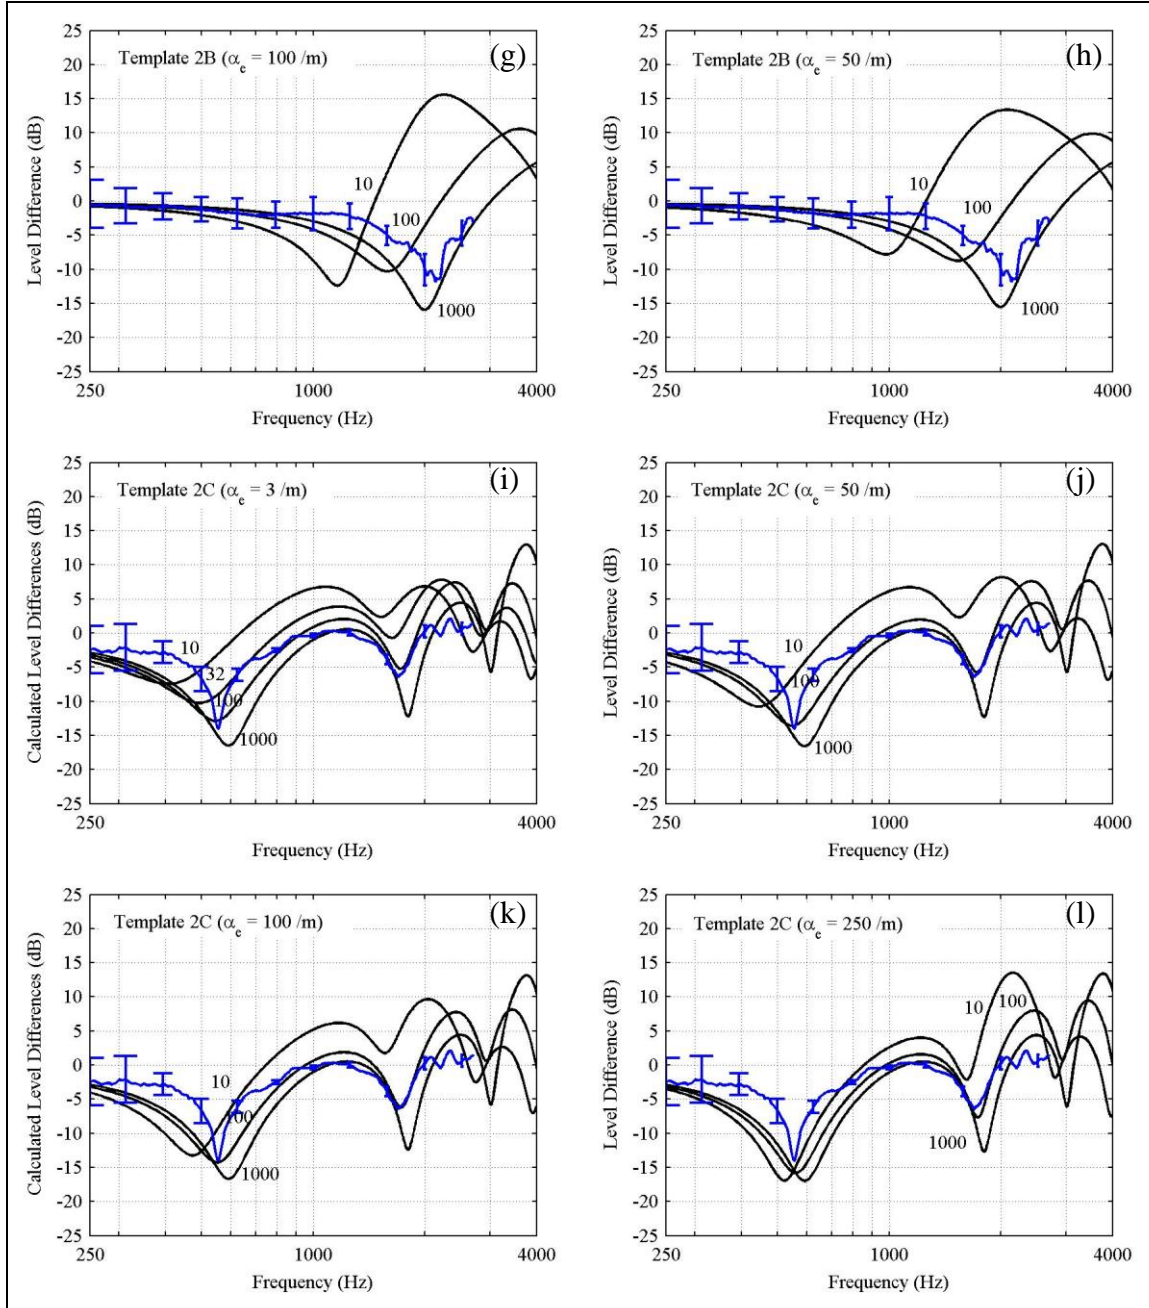 (g)
Template 2B (αe = 100 /m)
Level Difference (dB)
25
20
15
10
5
0
-5
-10
-15
-20
-25
10
100
1000
250 1000 4000
Frequency (Hz)
(h)
Template 2B (αe = 50 /m)
Level Difference (dB)
25
20
15
10
5
0
-5
-10
-15
-20
-25
10
100
1000
250 1000 4000
Frequency (Hz)
(i)
Template 2C (αe = 3 /m)
Calculated Level Differences (dB)
25
20
15
10
5
0
-5
-10
-15
-20
-25
10
32
100
1000
250 1000 4000
Frequency (Hz)
(j)
Template 2C (αe = 50 /m)
Level Difference (dB)
25
20
15
10
5
0
-5
-10
-15
-20
-25
10
100
1000
250 1000 4000
Frequency (Hz)
(k)
Template 2C (αe = 100 /m)
Calculated Level Differences (dB)
25
20
15
10
5
0
-5
-10
-15
-20
-25
10
100
1000
250 1000 4000
Frequency (Hz)
(l)
Template 2C (αe = 250 /m)
Level Difference (dB)
25
20
15
10
5
0
-5
-10
-15
-20
-25
10
100
1000
250 1000 4000
Frequency (Hz)